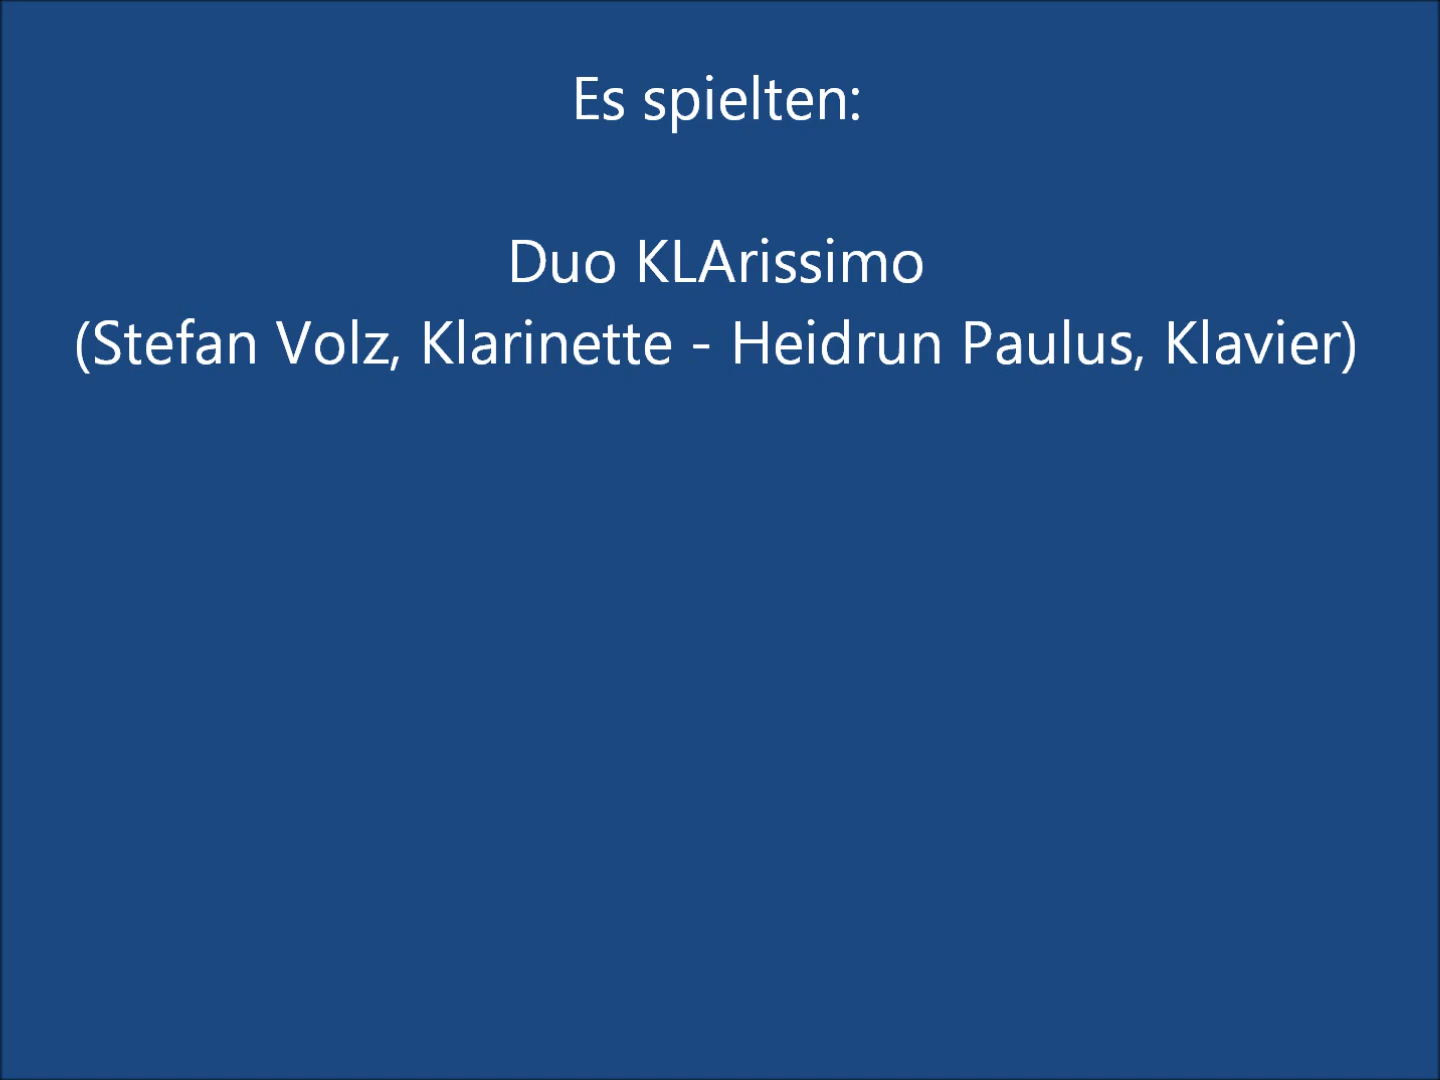 Es spielten:
Duo KLArissimo
(Stefan Volz, Klarinette - Heidrun Paulus, Klavier)